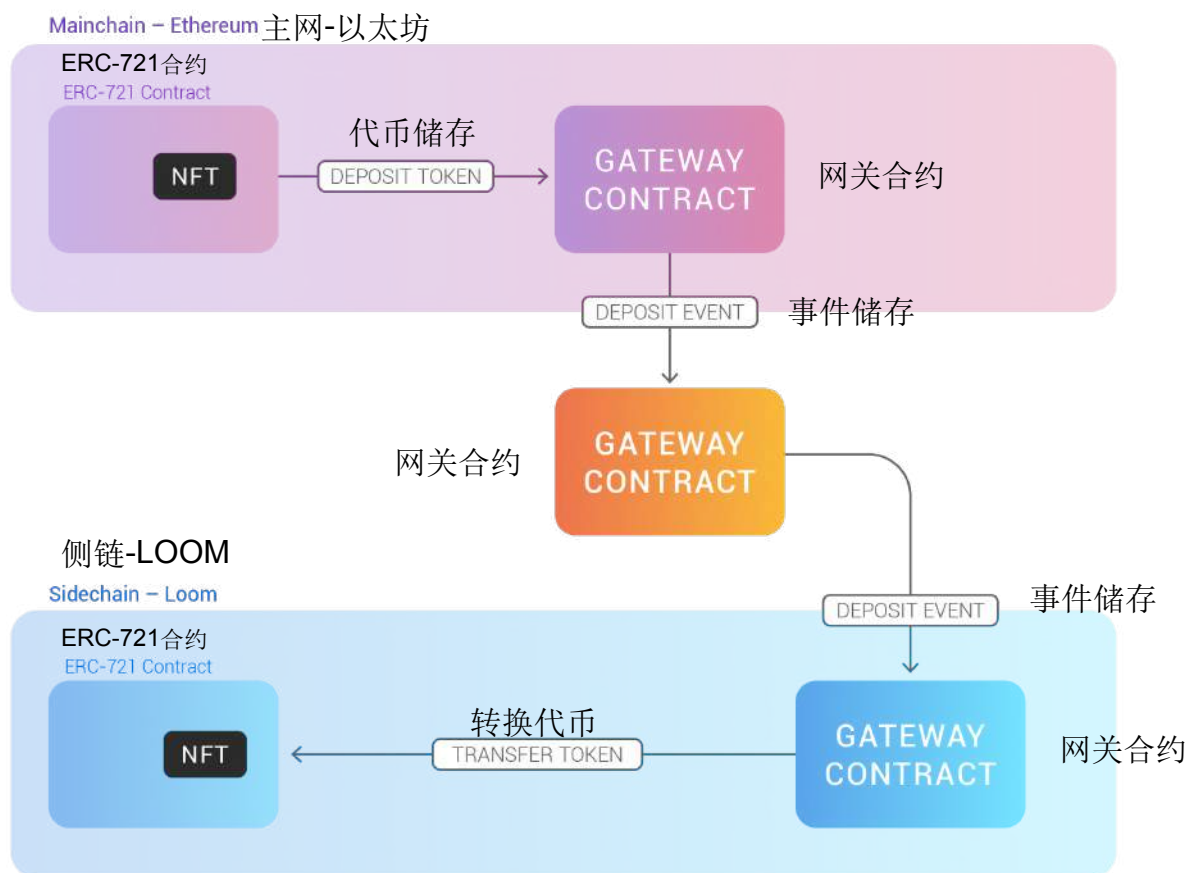 Mainchain – Ethereum 主网-以太坊
ERC-721合约
ERC-721 Contract
NFT
代币储存
DEPOSIT TOKEN
GATEWAY
CONTRACT
网关合约
DEPOSIT EVENT
事件储存
网关合约
GATEWAY
CONTRACT
侧链-LOOM
Sidechain – Loom
DEPOSIT EVENT
事件储存
ERC-721合约
ERC-721 Contract
NFT
转换代币
TRANSFER TOKEN
GATEWAY
CONTRACT
网关合约